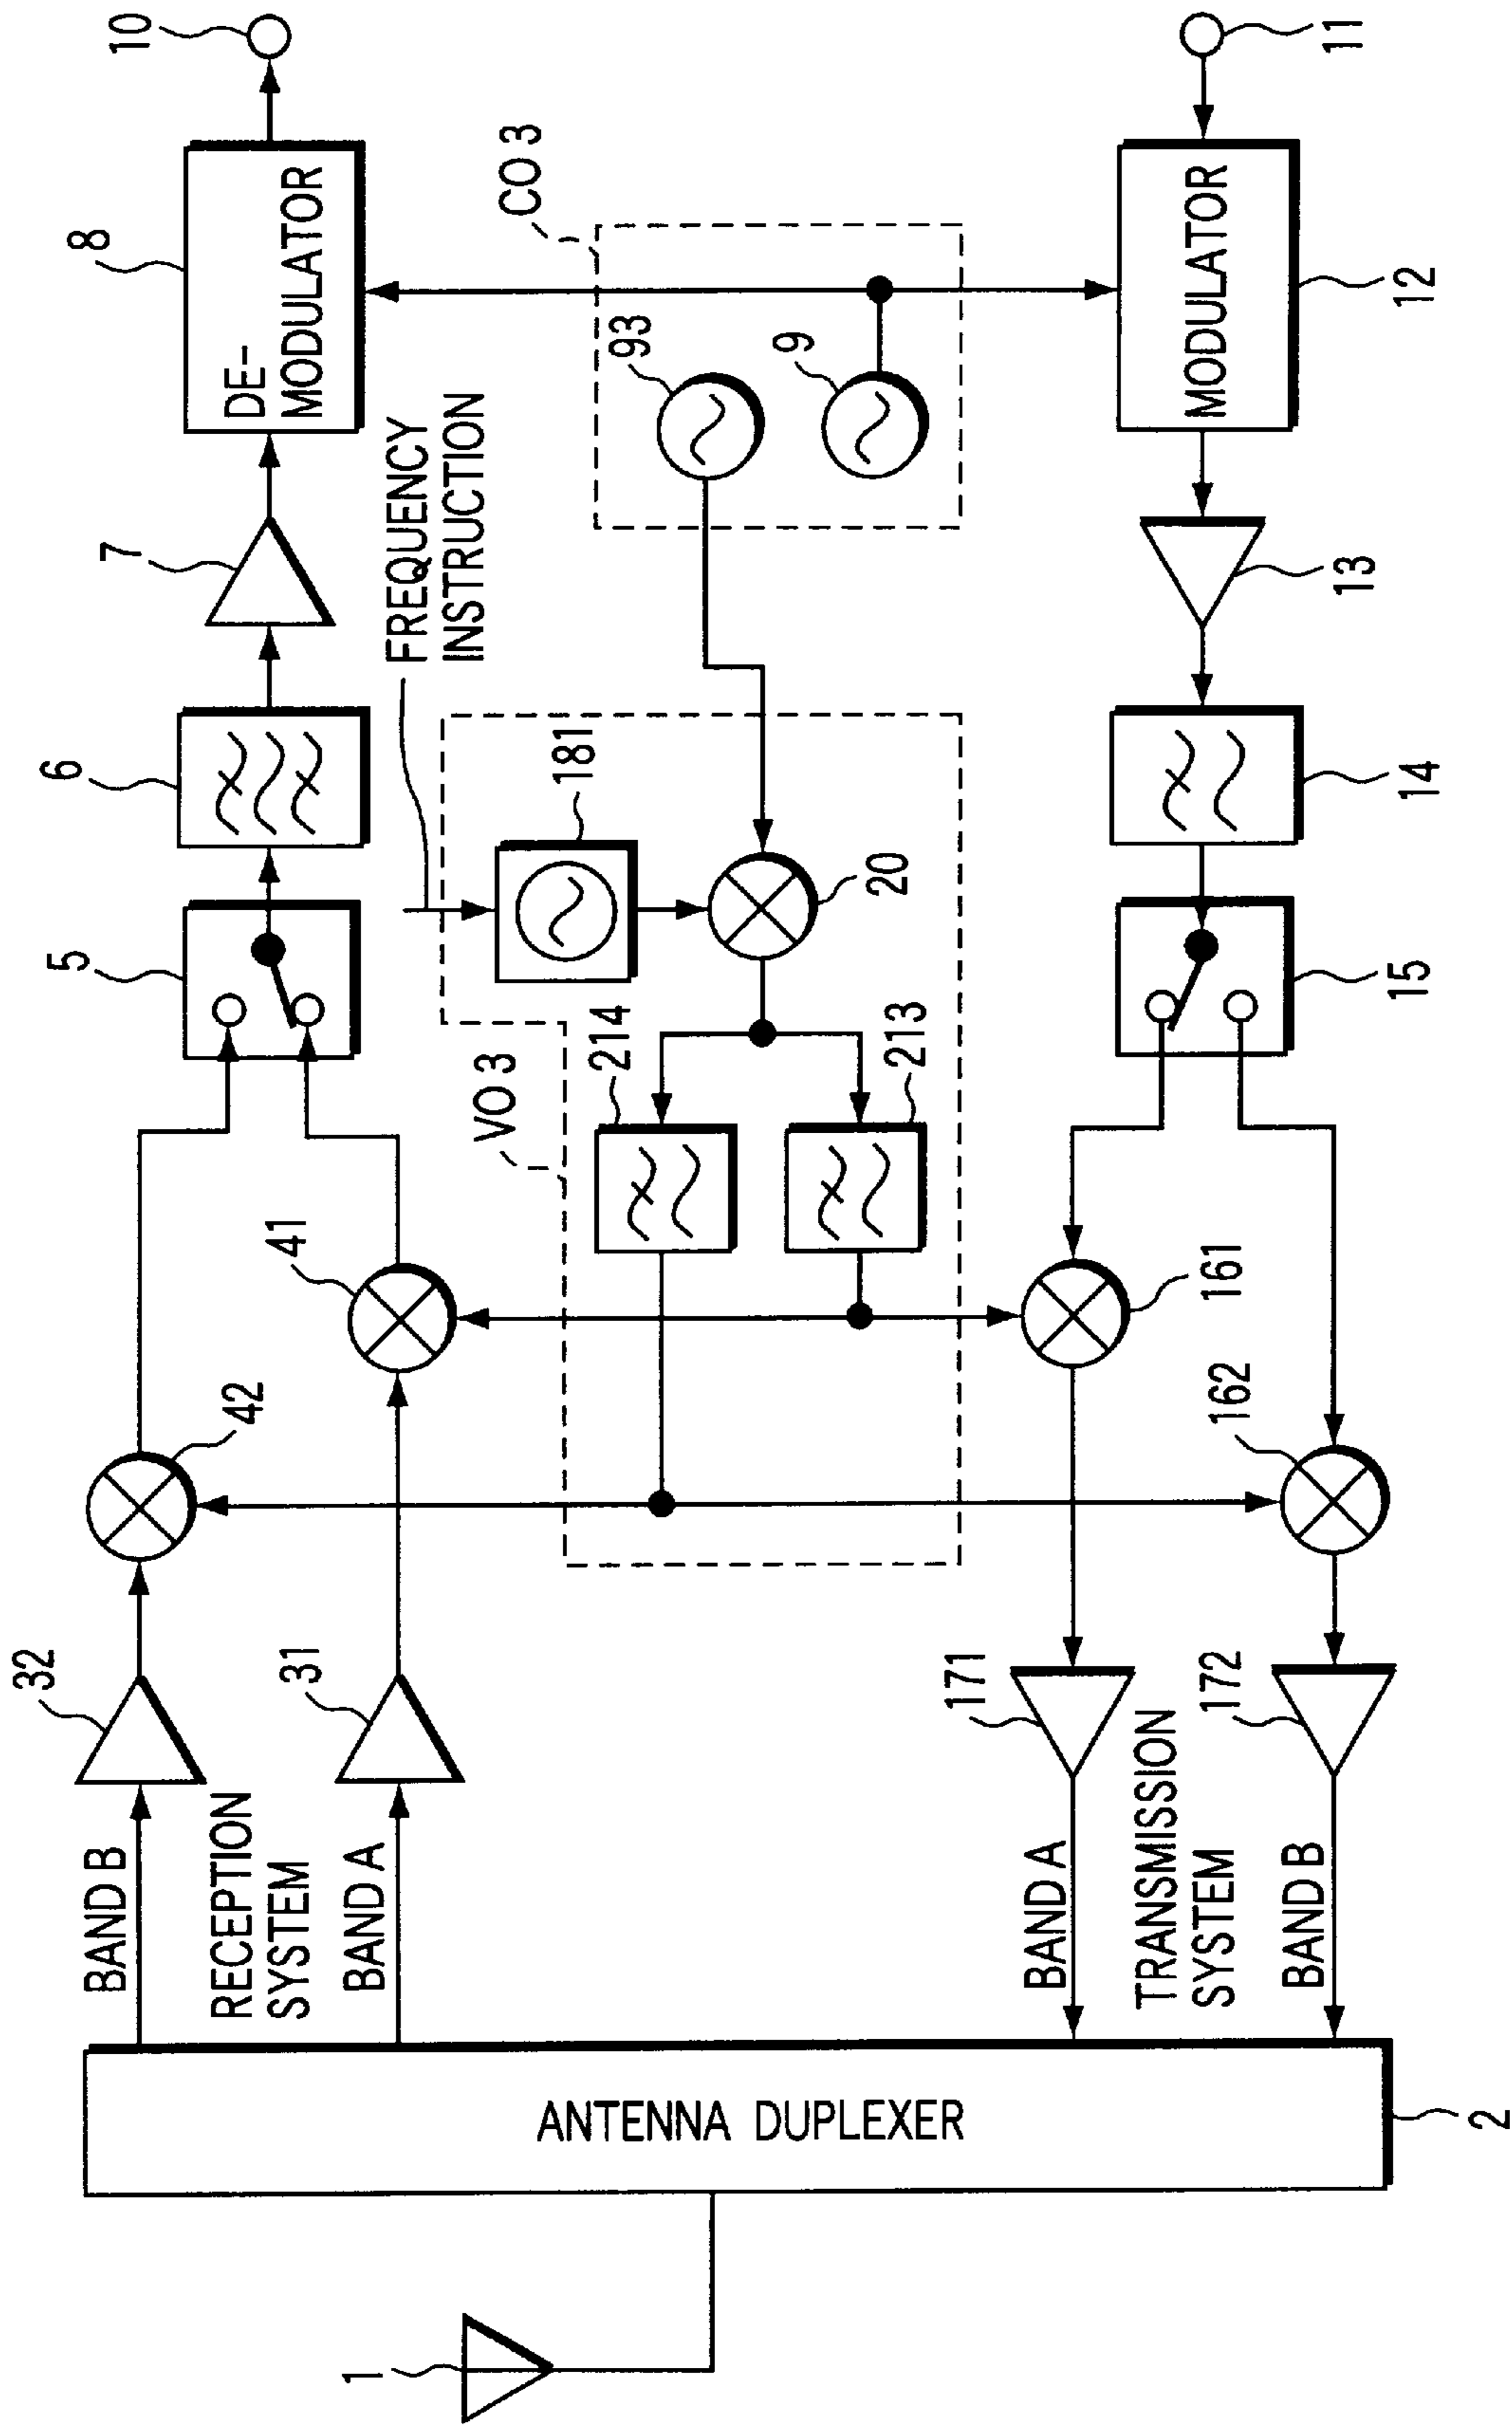 BAND B
32
42
5
6
7
8
10
RECEPTION
SYSTEM
DE-
MODULATOR
BAND A
31
41
FREQUENCY
INSTRUCTION
VO 3
181
CO 3
214
93
213
20
9
BAND A
171
161
TRANSMISSION
SYSTEM
MODULATOR
BAND B
172
162
15
14
13
12
11
1
ANTENNA DUPLEXER
2